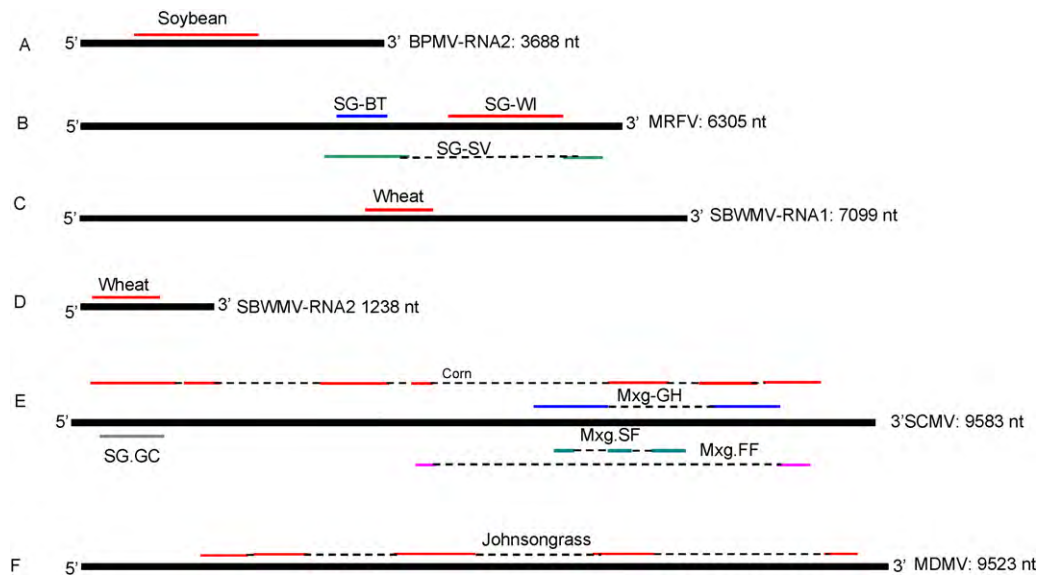 Soybean
A 5’ 3’ BPMV-RNA2: 3688 nt
SG-BT SG-WI
B 5’ 3’ MRFV: 6305 nt
SG-SV
Wheat
C 5’ 3’ SBWMV-RNA1: 7099 nt
Wheat
D 5’ 3’ SBWMV-RNA2 1238 nt
Corn
Mxg-GH
E 5’ 3’SCMV: 9583 nt
Mxg.SF
SG.GC Mxg.FF
Johnsongrass
F 5’ 3’ MDMV: 9523 nt